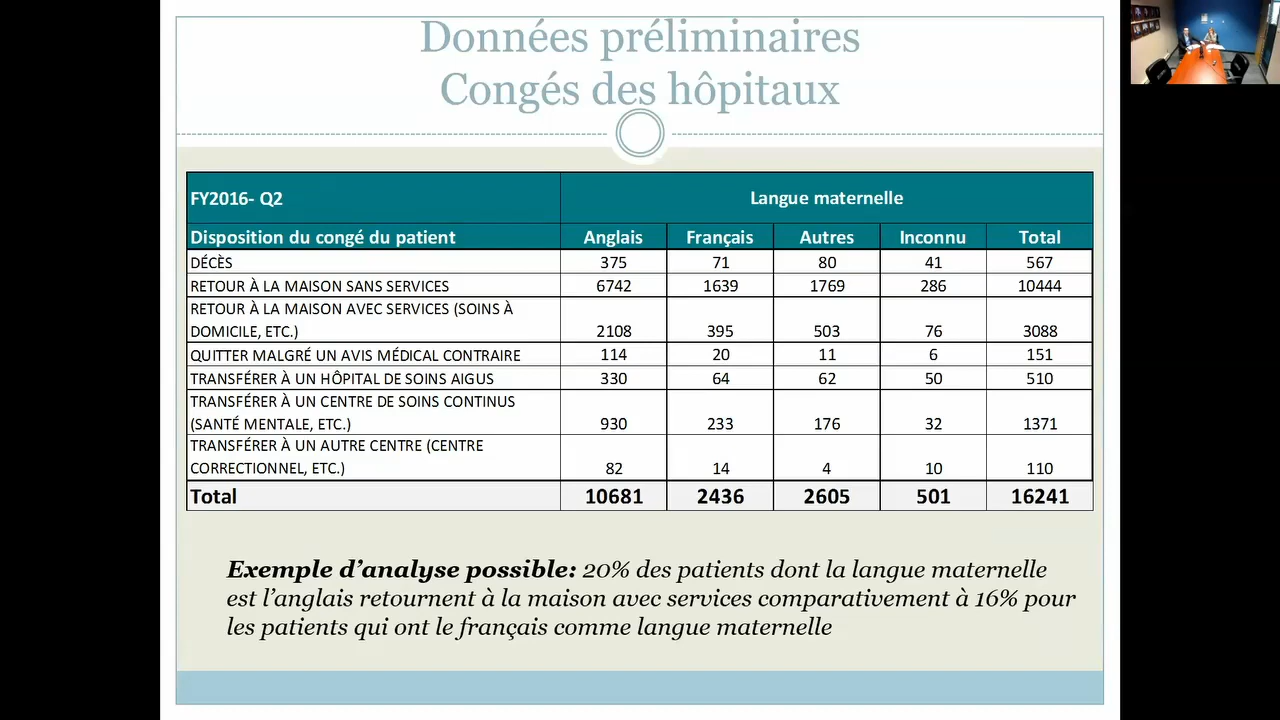 Données préliminaires
Congés des hôpitaux
FY2016- Q2 Langue maternelle
Disposition du congé du patient Anglais Français Autres Inconnu Total
DÉCÈS 375 71 80 41 567
RETOUR À LA MAISON SANS SERVICES 6742 1639 1769 286 10444
RETOUR À LA MAISON AVEC SERVICES (SOINS À
DOMICILE, ETC.) 2108 395 503 76 3088
QUITTER MALGRÉ UN AVIS MÉDICAL CONTRAIRE 114 20 11 6 151
TRANSFÉRER À UN HÔPITAL DE SOINS AIGUS 330 64 62 50 510
TRANSFÉRER À UN CENTRE DE SOINS CONTINUS
(SANTÉ MENTALE, ETC.) 930 233 176 32 1371
TRANSFÉRER À UN AUTRE CENTRE (CENTRE
CORRECTIONNEL, ETC.) 82 14 4 10 110
Total 10681 2436 2605 501 16241
Exemple d'analyse possible: 20% des patients dont la langue maternelle
est l'anglais retournent à la maison avec services comparativement à 16% pour
les patients qui ont le français comme langue maternelle